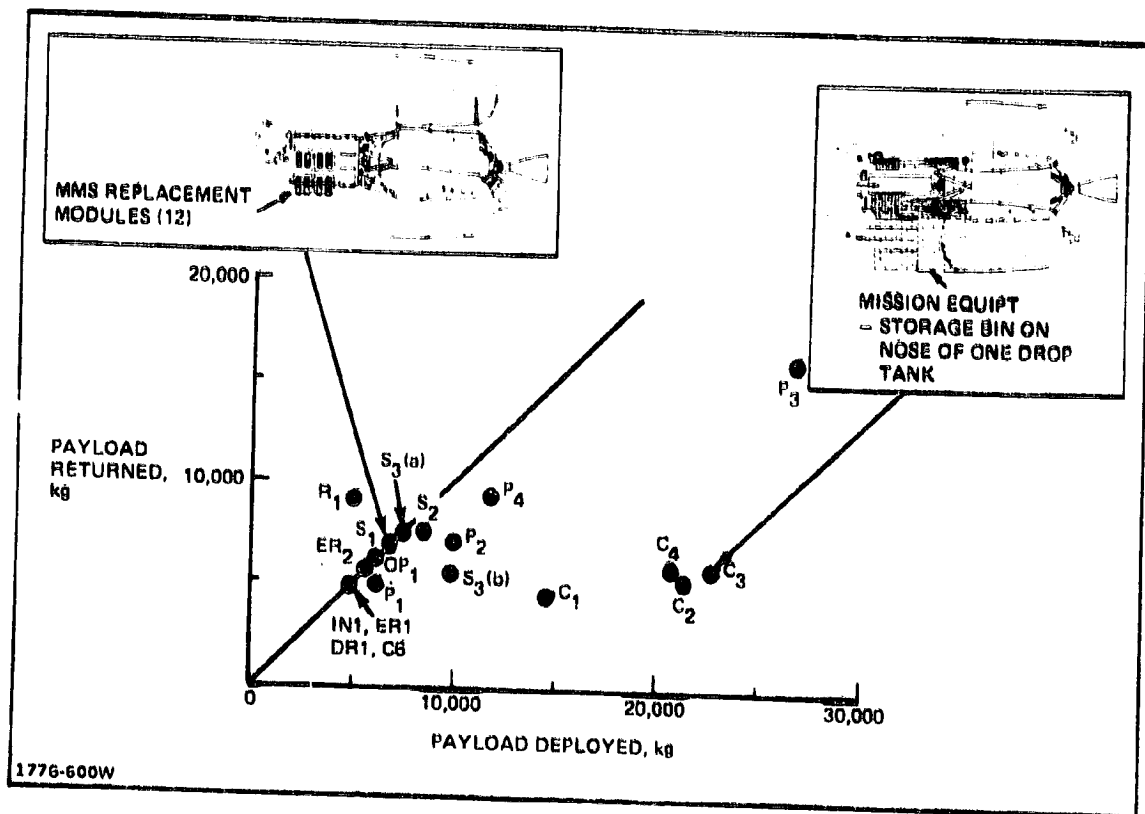 MMS REPLACEMENT
MODULES (12)
MISSION EQUIPT
– STORAGE BIN ON
NOSE OF ONE DROP
TANK
20,000
PAYLOAD
RETURNED,
kg
10,000
P3
S3(a)
R1
S2
P4
S1
P2
ER2
OP1
S3(b)
P1
C4
C3
C1
C2
IN1, ER1
DR1, C6
0
10,000
20,000
30,000
PAYLOAD DEPLOYED, kg
1776-600W